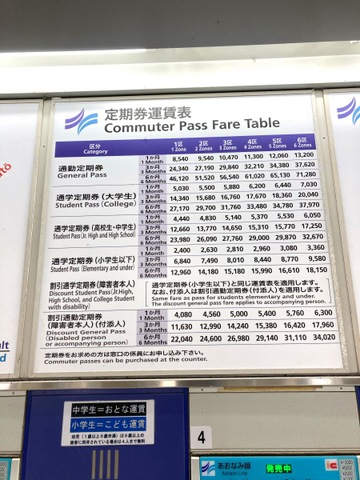 定期券運賃表
Commuter Pass Fare Table
区分 Category 1区 1 Zone 2区 2 Zones 3区 3 Zones 4区 4 Zones 5区 5 Zones 6区 6 Zones
通勤定期券 General Pass
1か月 1 Month 8,540 9,540 10,470 11,300 12,060 13,200
3か月 3 Months 24,340 27,190 29,840 32,210 34,380 37,620
6か月 6 Months 46,120 51,520 56,540 61,020 65,130 71,280
通学定期券(大学生) Student Pass (College)
1か月 1 Month 5,030 5,500 5,880 6,200 6,440 7,030
3か月 3 Months 14,340 15,680 16,760 17,670 18,360 20,040
6か月 6 Months 27,170 29,700 31,760 33,480 34,780 37,970
通学定期券(高校生・中学生) Student Pass (Jr. High and High School)
1か月 1 Month 4,440 4,830 5,140 5,370 5,530 6,050
3か月 3 Months 12,660 13,770 14,650 15,310 15,770 17,250
6か月 6 Months 23,980 26,090 27,760 29,000 29,870 32,670
通学定期券(小学生以下) Student Pass (Elementary and under)
1か月 1 Month 2,400 2,630 2,810 2,960 3,080 3,360
3か月 3 Months 6,840 7,490 8,010 8,440 8,770 9,580
6か月 6 Months 12,960 14,180 15,180 15,990 16,610 18,150
割引通学定期券(障害者本人)
Discount Student Pass (Jr. High,
High School, and College Student
with disability)
通学定期券(小学生以下)と同じ運賃表を適用します。
なお、付添人は割引通勤定期券(付添人)を適用します。
Same fare as pass for students elementary and under.
The discount general pass applies to accompanying person.
割引通勤定期券
(障害者本人)(付添人)
Discount General Pass
(Disabled person
or accompanying person)
1か月 1 Month 4,080 4,560 5,000 5,400 5,760 6,300
3か月 3 Months 11,630 12,990 14,240 15,380 16,420 17,960
6か月 6 Months 22,040 24,600 26,980 29,140 31,110 34,020
定期券をお求めの方は窓口の係員にお申し込み下さい。
Commuter passes can be purchased at the counter.
中学生=おとな運賃
小学生=こども運賃
4
あおなみ線
Aonami Line
発売中